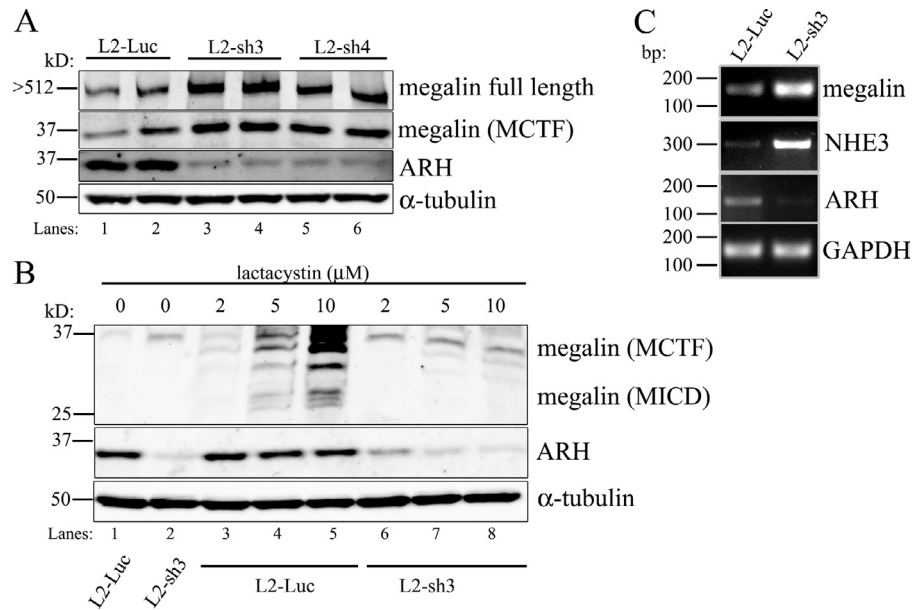 A
L2-Luc L2-sh3 L2-sh4
kD:
>512 megalin full length
37 megalin (MCTF)
37 ARH
50 α-tubulin
Lanes: 1 2 3 4 5 6
B
lactacystin (μM)
0 0 2 5 10 2 5 10
kD:
37
megalin (MCTF)
megalin (MICD)
25
37
ARH
50 α-tubulin
Lanes: 1 2 3 4 5 6 7 8
L2-Luc L2-sh3 L2-Luc L2-sh3
C
L2-Luc L2-sh3
bp:
200
megalin
100
300 NHE3
200
ARH
100
200
GAPDH
100